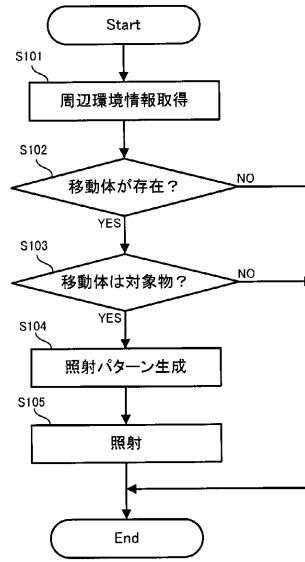 Start
S101
周辺環境情報取得
S102
移動体が存在?
NO
YES
S103
移動体は対象物?
NO
YES
S104
照射パターン生成
S105
照射
End